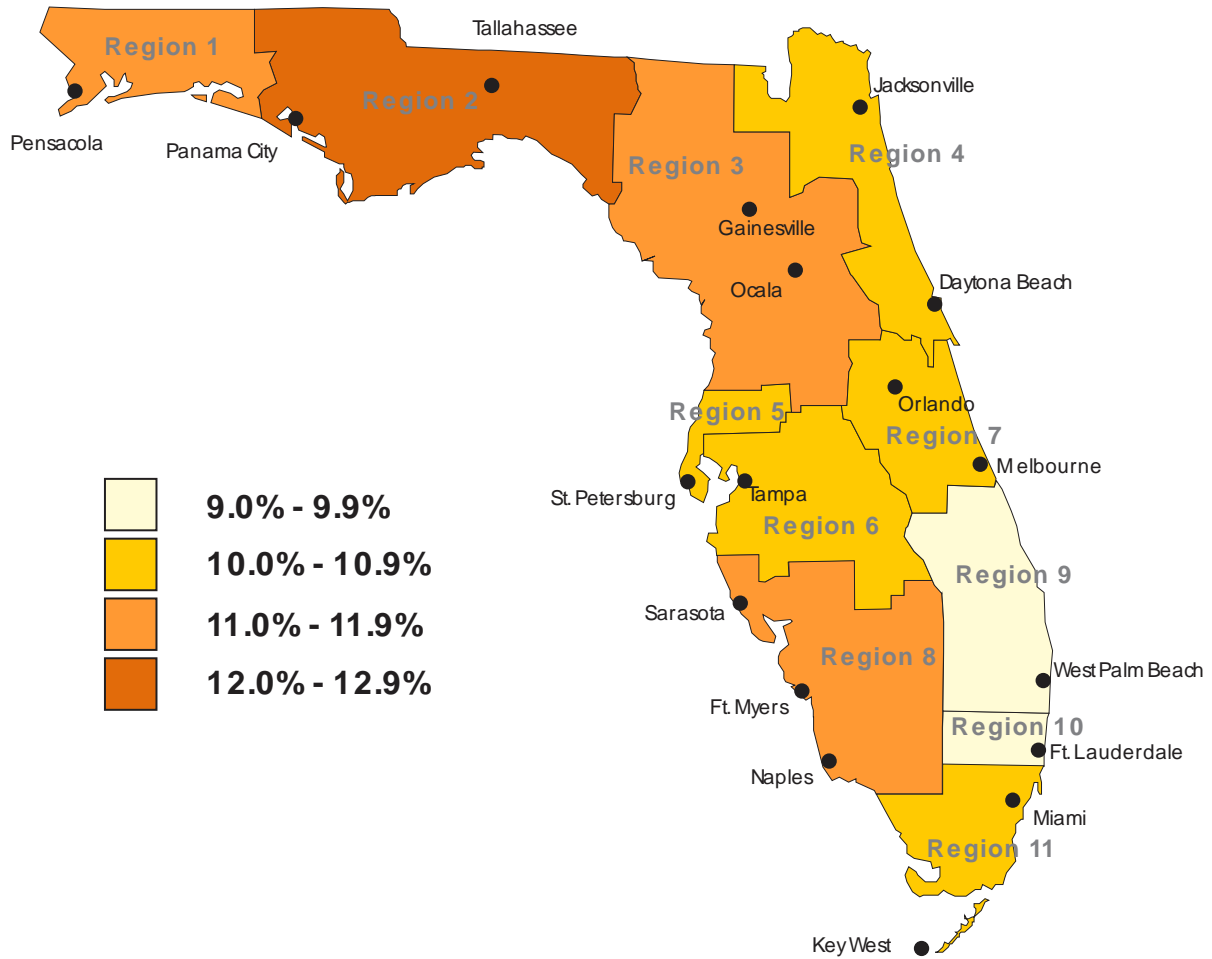 Tallahassee
Region 1
Region 2
Jacksonville
Pensacola
Panama City
Region 4
Region 3
Gainesville
Ocala
Daytona Beach
Region 5
Orlando
Region 7
Melbourne
St. Petersburg
Tampa
9.0% - 9.9%
Region 6
10.0% - 10.9%
Region 9
Sarasota
11.0% - 11.9%
Region 8
West Palm Beach
12.0% - 12.9%
Ft. Myers
Region 10
Ft. Lauderdale
Naples
Miami
Region 11
Key West